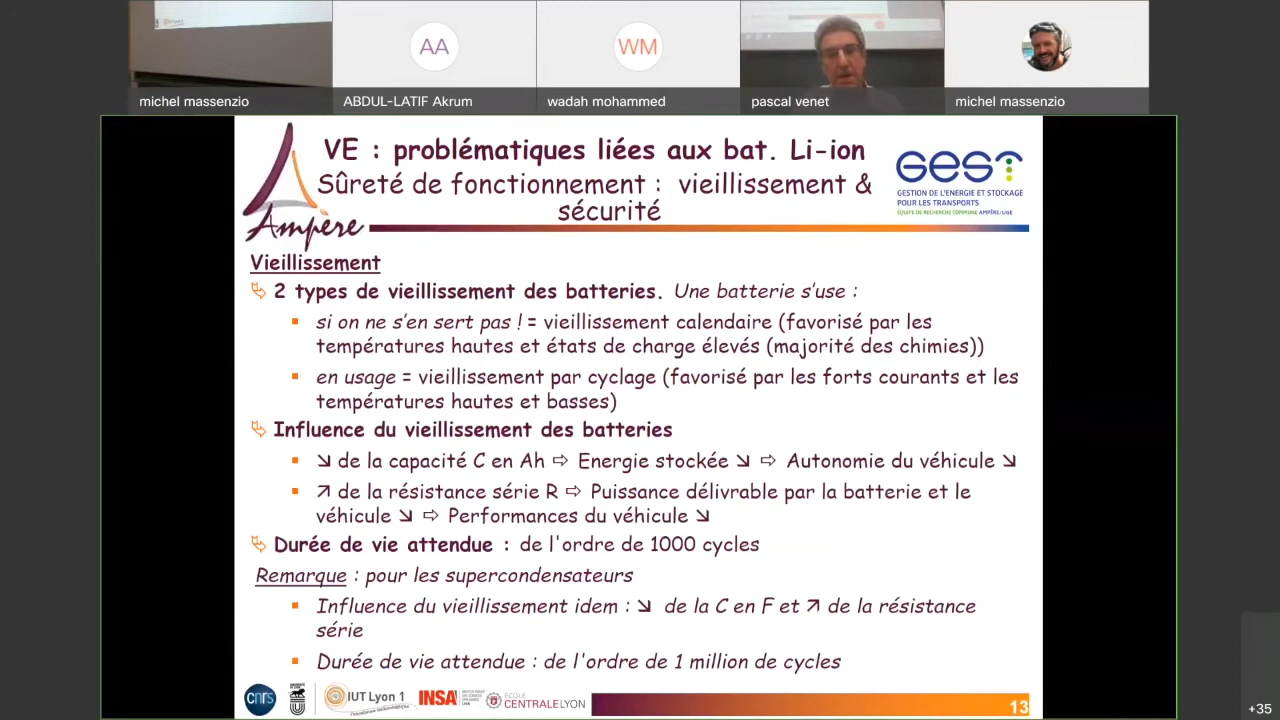 AA
WM
michel massenzio
ABDUL-LATIF Akrum
wadah mohammed
pascal venet
michel massenzio
VE : problématiques liées aux bat. Li-ion
Sûreté de fonctionnement : vieillissement &
sécurité
Ampère
GEST
GESTION DE L'ENERGIE ET STOCKAGE
POUR LES TRANSPORTS
ÉQUIPE DE RECHERCHE COMMUNE AMPÈRE/UGE
Vieillissement
2 types de vieillissement des batteries. Une batterie s'use :
si on ne s'en sert pas ! = vieillissement calendaire (favorisé par les
températures hautes et états de charge élevés (majorité des chimies))
en usage = vieillissement par cyclage (favorisé par les forts courants et les
températures hautes et basses)
Influence du vieillissement des batteries
↘ de la capacité C en Ah ⇨ Energie stockée ↘ ⇨ Autonomie du véhicule ↘
↗ de la résistance série R ⇨ Puissance délivrable par la batterie et le
véhicule ↘ ⇨ Performances du véhicule ↘
Durée de vie attendue : de l'ordre de 1000 cycles
Remarque : pour les supercondensateurs
Influence du vieillissement idem : ↘ de la C en F et ↗ de la résistance
série
Durée de vie attendue : de l'ordre de 1 million de cycles
cnrs
IUT Lyon 1
INSA
ÉCOLE
CENTRALELYON
13
+35